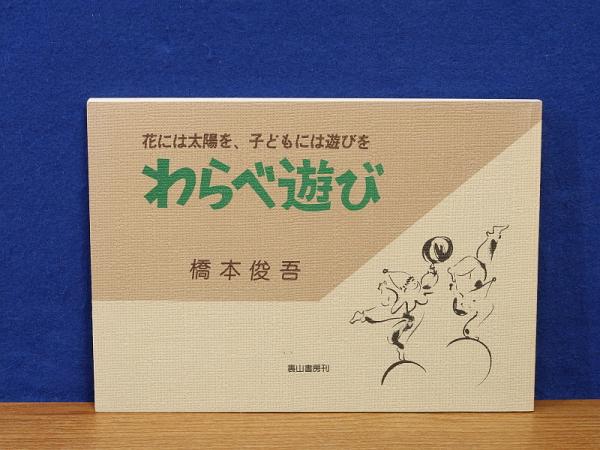 花には太陽を、子どもには遊びを
わらべ遊び
橋本俊吾
裏山書房刊